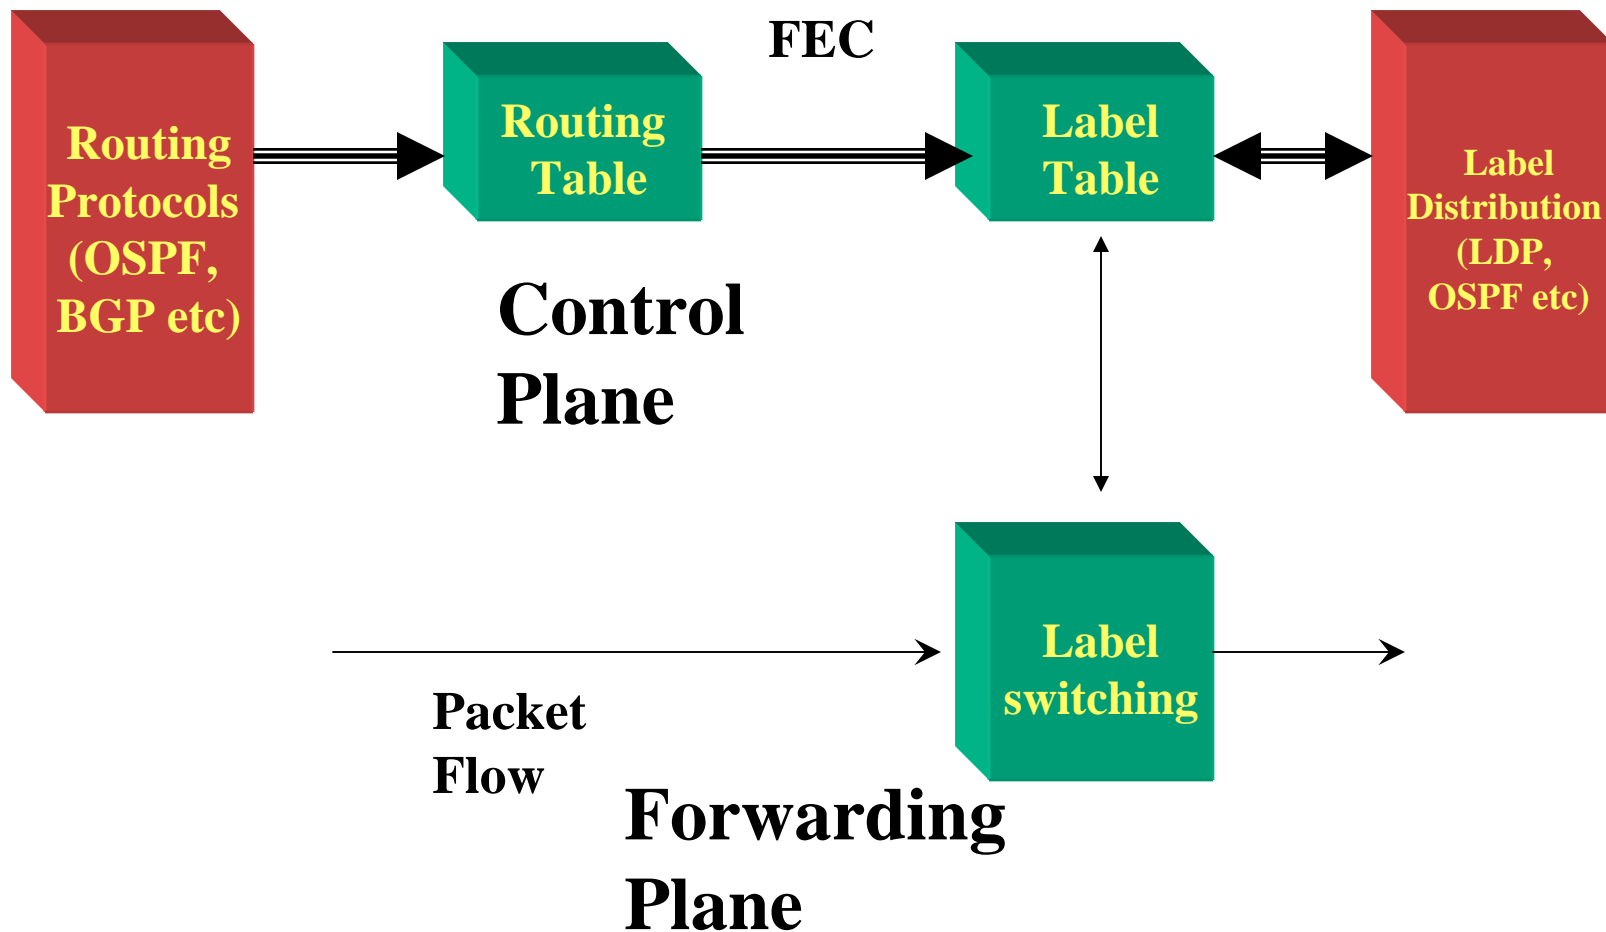 FEC
Routing
Protocols
(OSPF,
BGP etc)
Routing
Table
Label
Table
Label
Distribution
(LDP,
OSPF etc)
Control
Plane
Label
switching
Packet
Flow
Forwarding
Plane